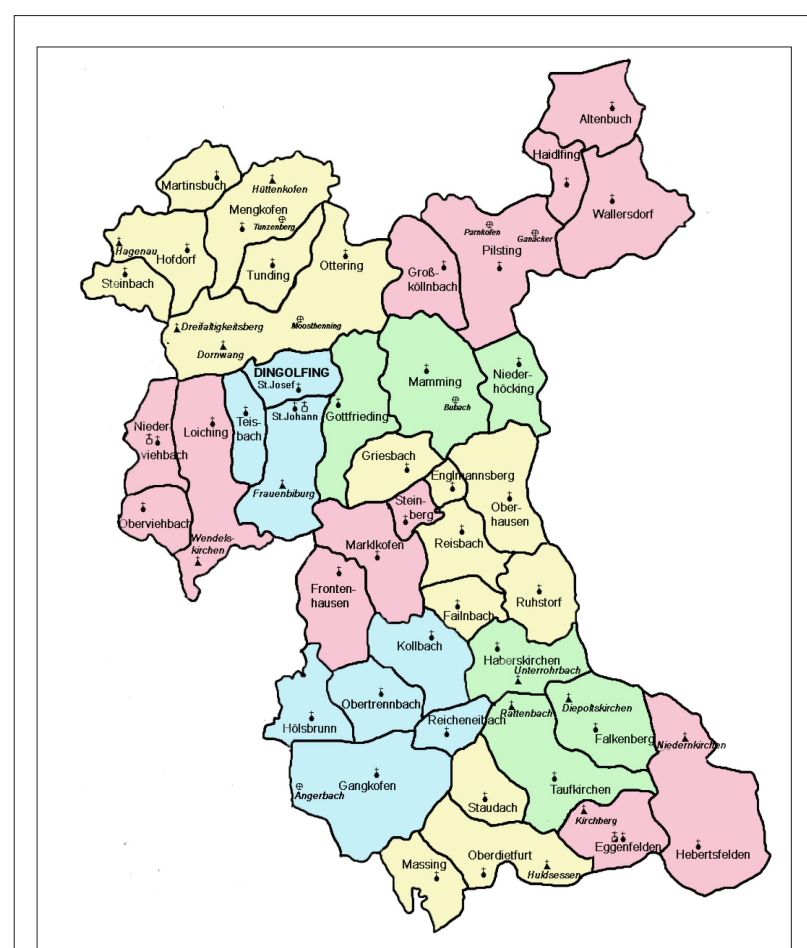 Altenbuch
Haidlfing
Wallersdorf
Martinsbuch
Hüttenkofen
Mengkofen
Tunzenberg
Parnkofen
Ganäcker
Pilsting
Hagenau
Hofdorf
Tunding
Ottering
Steinbach
Groß-
köllnbach
Dreifaltigkeitsberg
Moosthenning
Dornwang
DINGOLFING
St.Josef
Mamming
Nieder-
höcking
Bubach
Nieder
viehbach
Loiching
Teis-
bach
St.Johann
Gottfrieding
Griesbach
Englmannsberg
Frauenbiburg
Oberviehbach
Stein-
berg
Ober-
hausen
Wendels-
kirchen
Marklkofen
Reisbach
Fronten-
hausen
Ruhstorf
Failnbach
Kollbach
Haberskirchen
Unterrohrbach
Obertrennbach
Rattenbach
Diepoltskirchen
Hölsbrunn
Reicheneibach
Falkenberg
Niedernkirchen
Gangkofen
Angerbach
Taufkirchen
Staudach
Kirchberg
Eggenfelden
Hebertsfelden
Massing
Oberdietfurt
Huldsessen